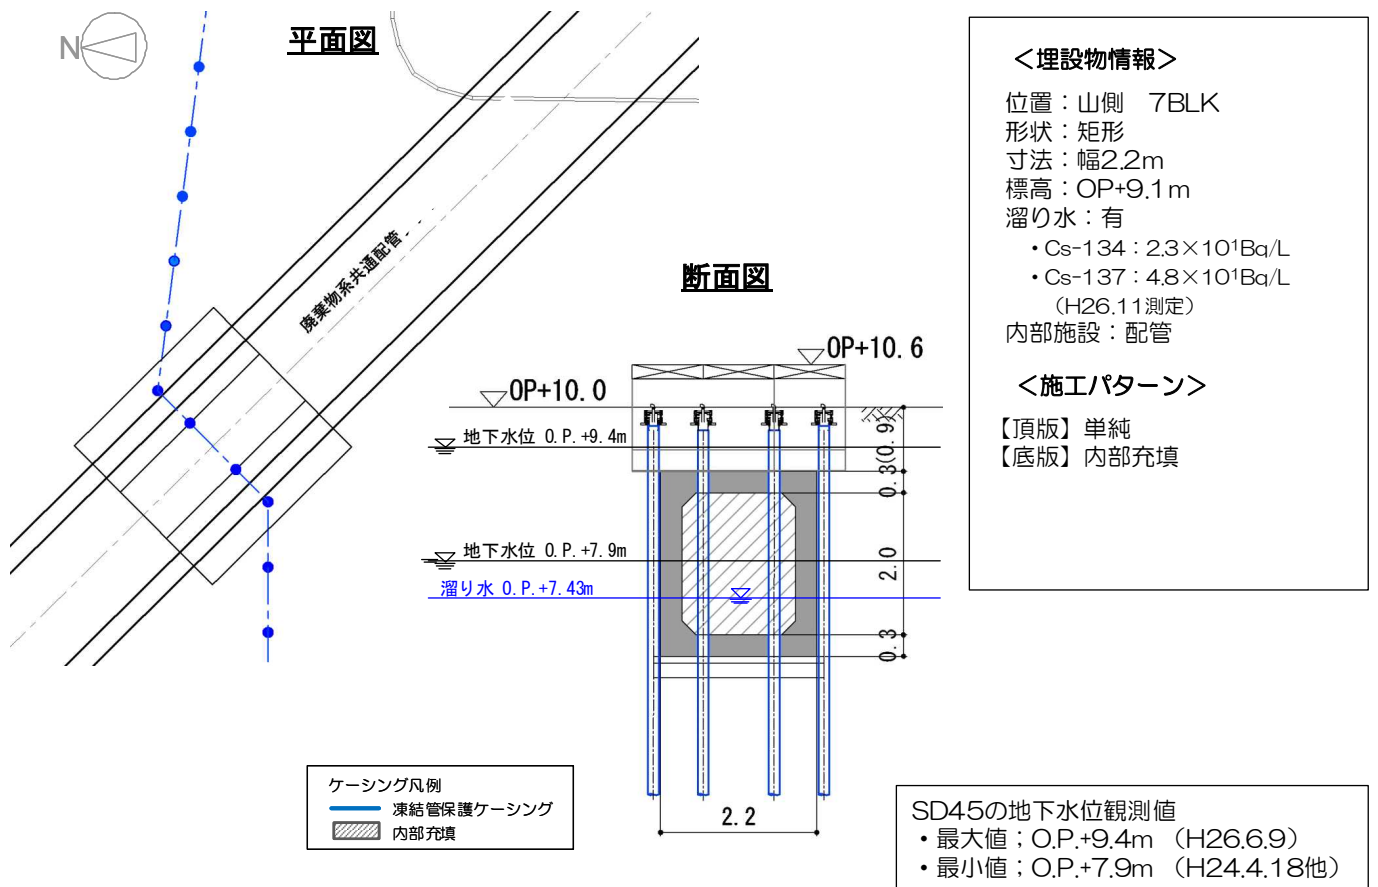 N
平面図
廃棄物系共通配管
断面図
OP+10.6
OP+10.0
地下水位 O.P.+9.4m
地下水位 O.P.+7.9m
溜り水 O.P.+7.43m
(0.9)
0.3
2.0
0.3
2.2
ケーシング凡例
凍結管保護ケーシング
内部充填
＜埋設物情報＞
位置：山側　7BLK
形状：矩形
寸法：幅2.2m
標高：OP+9.1m
溜り水：有
・Cs-134：2.3×10¹Bq/L
・Cs-137：4.8×10¹Bq/L
（H26.11測定）
内部施設：配管
＜施工パターン＞
【頂版】単純
【底版】内部充填
SD45の地下水位観測値
・最大値；O.P.+9.4m （H26.6.9）
・最小値；O.P.+7.9m （H24.4.18他）